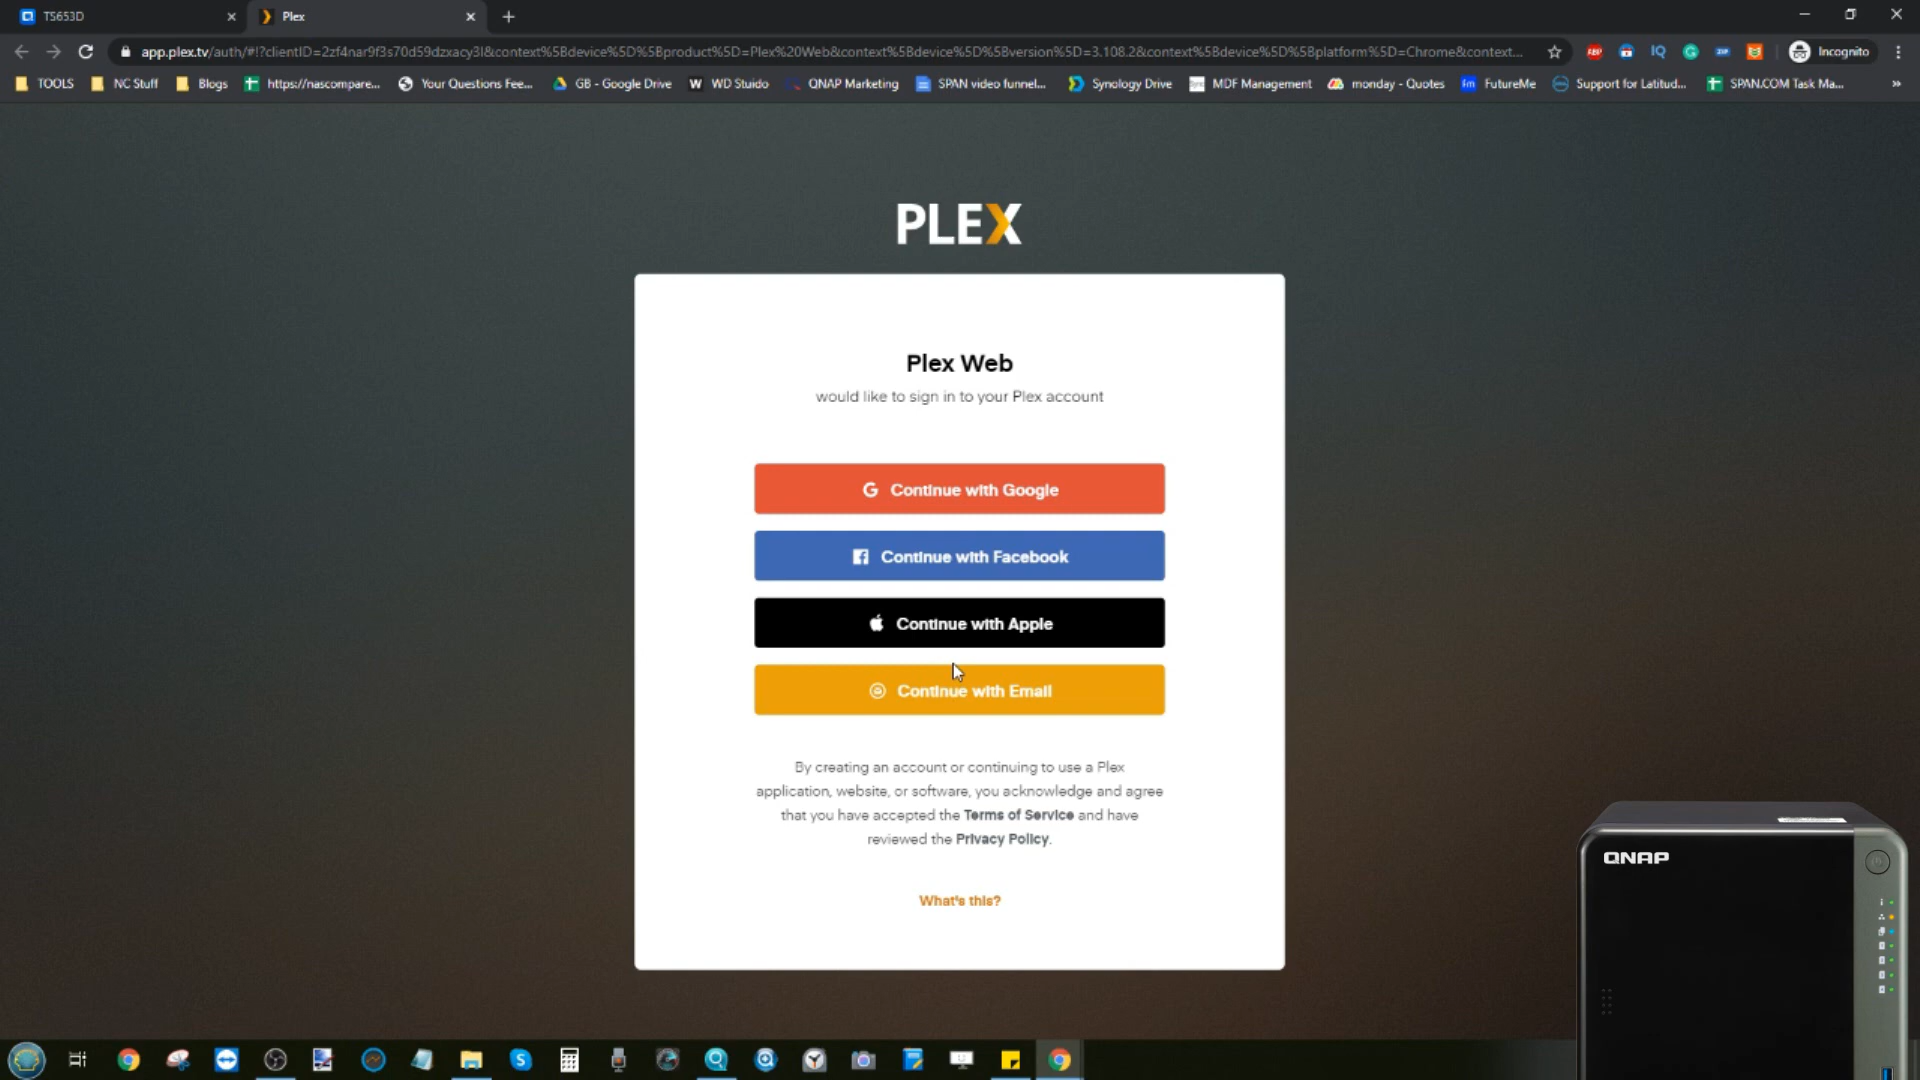 TS653D
Plex
app.plex.tv/auth/#!?clientID=2zf4nar9f3s70d59dzxacy3l&context%5Bdevice%5D%5Bproduct%5D=Plex%20Web&context%5Bdevice%5D%5Bversion%5D=3.108.2&context%5Bdevice%5D%5Bplatform%5D=Chrome&context...
Incognito
TOOLS
NC Stuff
Blogs
https://nascompare...
Your Questions Fee...
GB - Google Drive
WD Stuido
QNAP Marketing
SPAN video funnel...
Synology Drive
MDF Management
monday - Quotes
FutureMe
Support for Latitud...
SPAN.COM Task Ma...
PLEX
Plex Web
would like to sign in to your Plex account
Continue with Google
Continue with Facebook
Continue with Apple
Continue with Email
By creating an account or continuing to use a Plex
application, website, or software, you acknowledge and agree
that you have accepted the Terms of Service and have
reviewed the Privacy Policy.
What's this?
QNAP